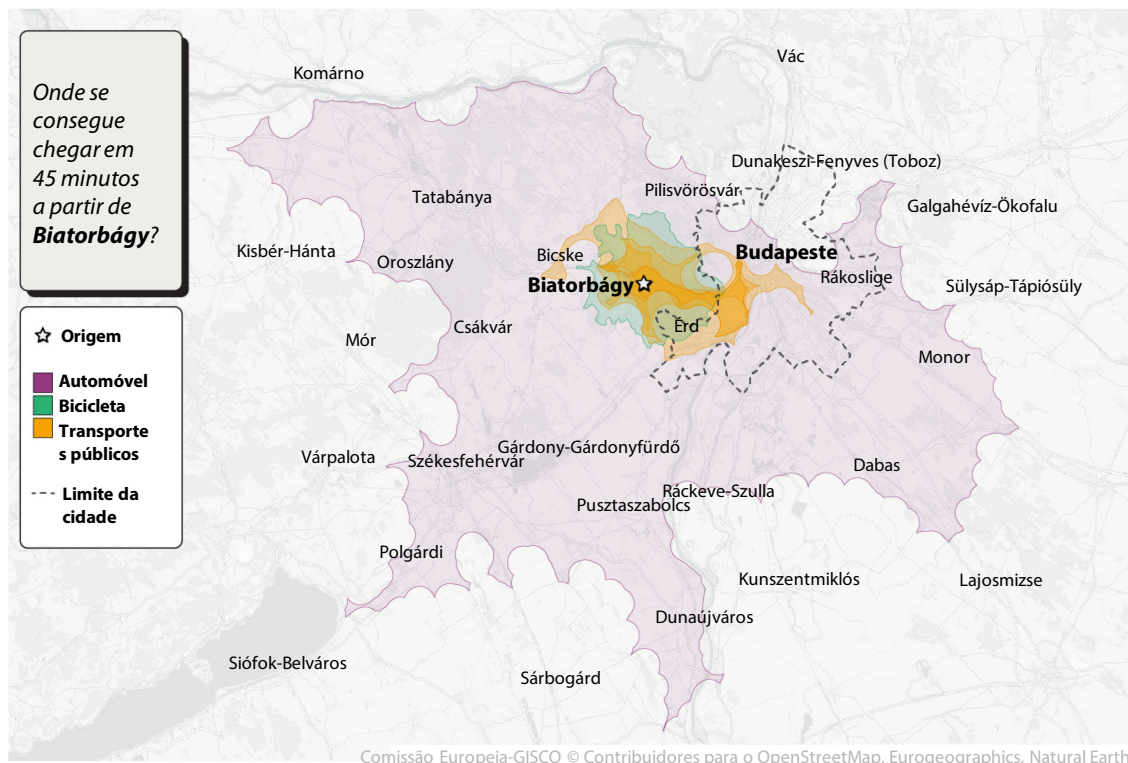 Onde se
consegue
chegar em
45 minutos
a partir de
Biatorbágy?
Origem
Automóvel
Bicicleta
Transporte
s públicos
Limite da
cidade
Komárno
Vác
Dunakeszi-Fenyves (Toboz)
Pilisvörösvár
Tatabánya
Galgahévíz-Ökofalu
Kisbér-Hánta
Oroszlány
Bicske
Budapeste
Rákoslige
Biatorbágy
Sülysáp-Tápiósüly
Csákvár
Érd
Mór
Monor
Gárdony-Gárdonyfürdő
Várpalota
Székesfehérvár
Dabas
Ráckeve-Szulla
Pusztaszabolcs
Polgárdi
Kunszentmiklós
Lajosmizse
Dunaújváros
Siófok-Belváros
Sárbogárd
Comissão Europeia-GISCO © Contribuidores para o OpenStreetMap, Eurogeographics, Natural Earth